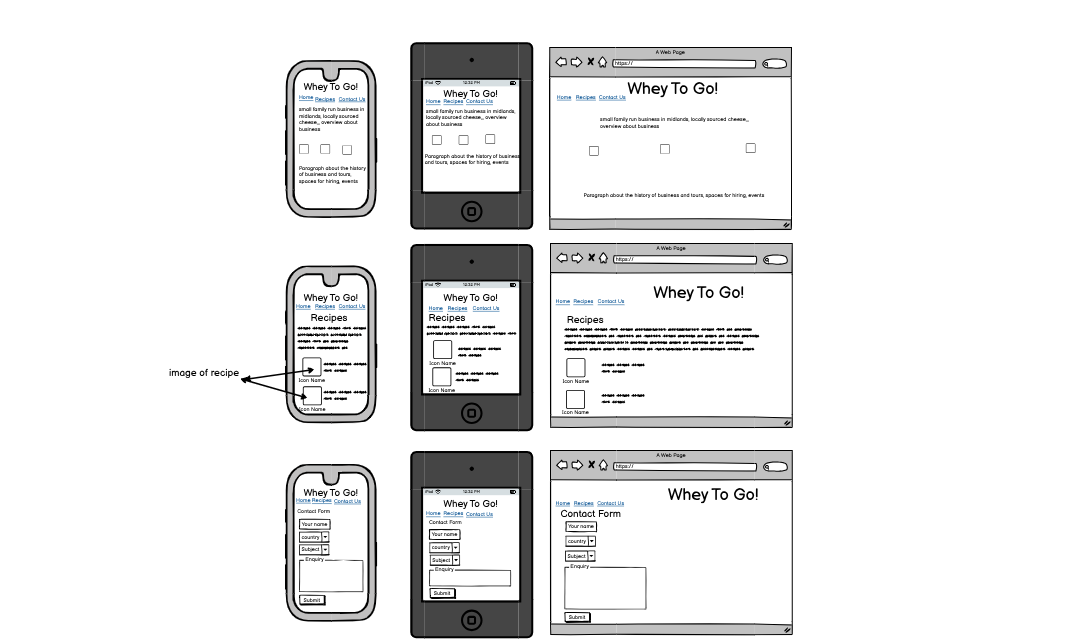 Whey To Go!
Home Recipes Contact Us
small family run business in
midlands, locally sourced
cheese,, overview about
business
Paragraph about the history
of business and tours,
spaces for hiring, events
iPod 12:32 PM
Whey To Go!
Home Recipes Contact Us
small family run business in midlands,
locally sourced cheese,, overview
about business
Paragraph about the history of business
and tours, spaces for hiring, events
A Web Page
https://
Whey To Go!
Home Recipes Contact Us
small family run business in midlands, locally sourced cheese,,
overview about business
Paragraph about the history of business and tours, spaces for hiring, events
image of recipe
Whey To Go!
Home Recipes Contact Us
Recipes
Icon Name
Icon Name
iPod 12:32 PM
Whey To Go!
Home Recipes Contact Us
Recipes
Icon Name
Icon Name
A Web Page
https://
Whey To Go!
Home Recipes Contact Us
Recipes
Icon Name
Icon Name
Whey To Go!
Home Recipes Contact Us
Contact Form
Your name
country
Subject
Enquiry
Submit
iPod 12:32 PM
Whey To Go!
Home Recipes Contact Us
Contact Form
Your name
country
Subject
Enquiry
Submit
A Web Page
https://
Whey To Go!
Home Recipes Contact Us
Contact Form
Your name
country
Subject
Enquiry
Submit